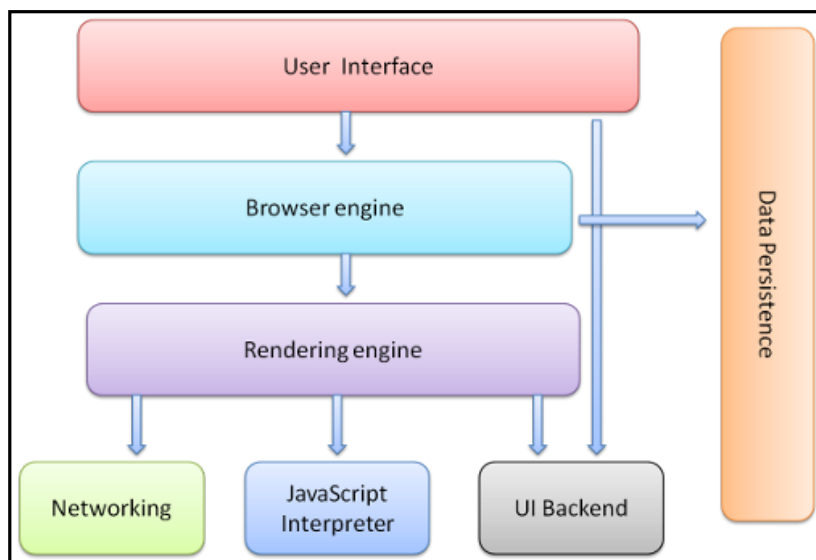 User Interface
Browser engine
Data Persistence
Rendering engine
Networking
JavaScript
Interpreter
UI Backend